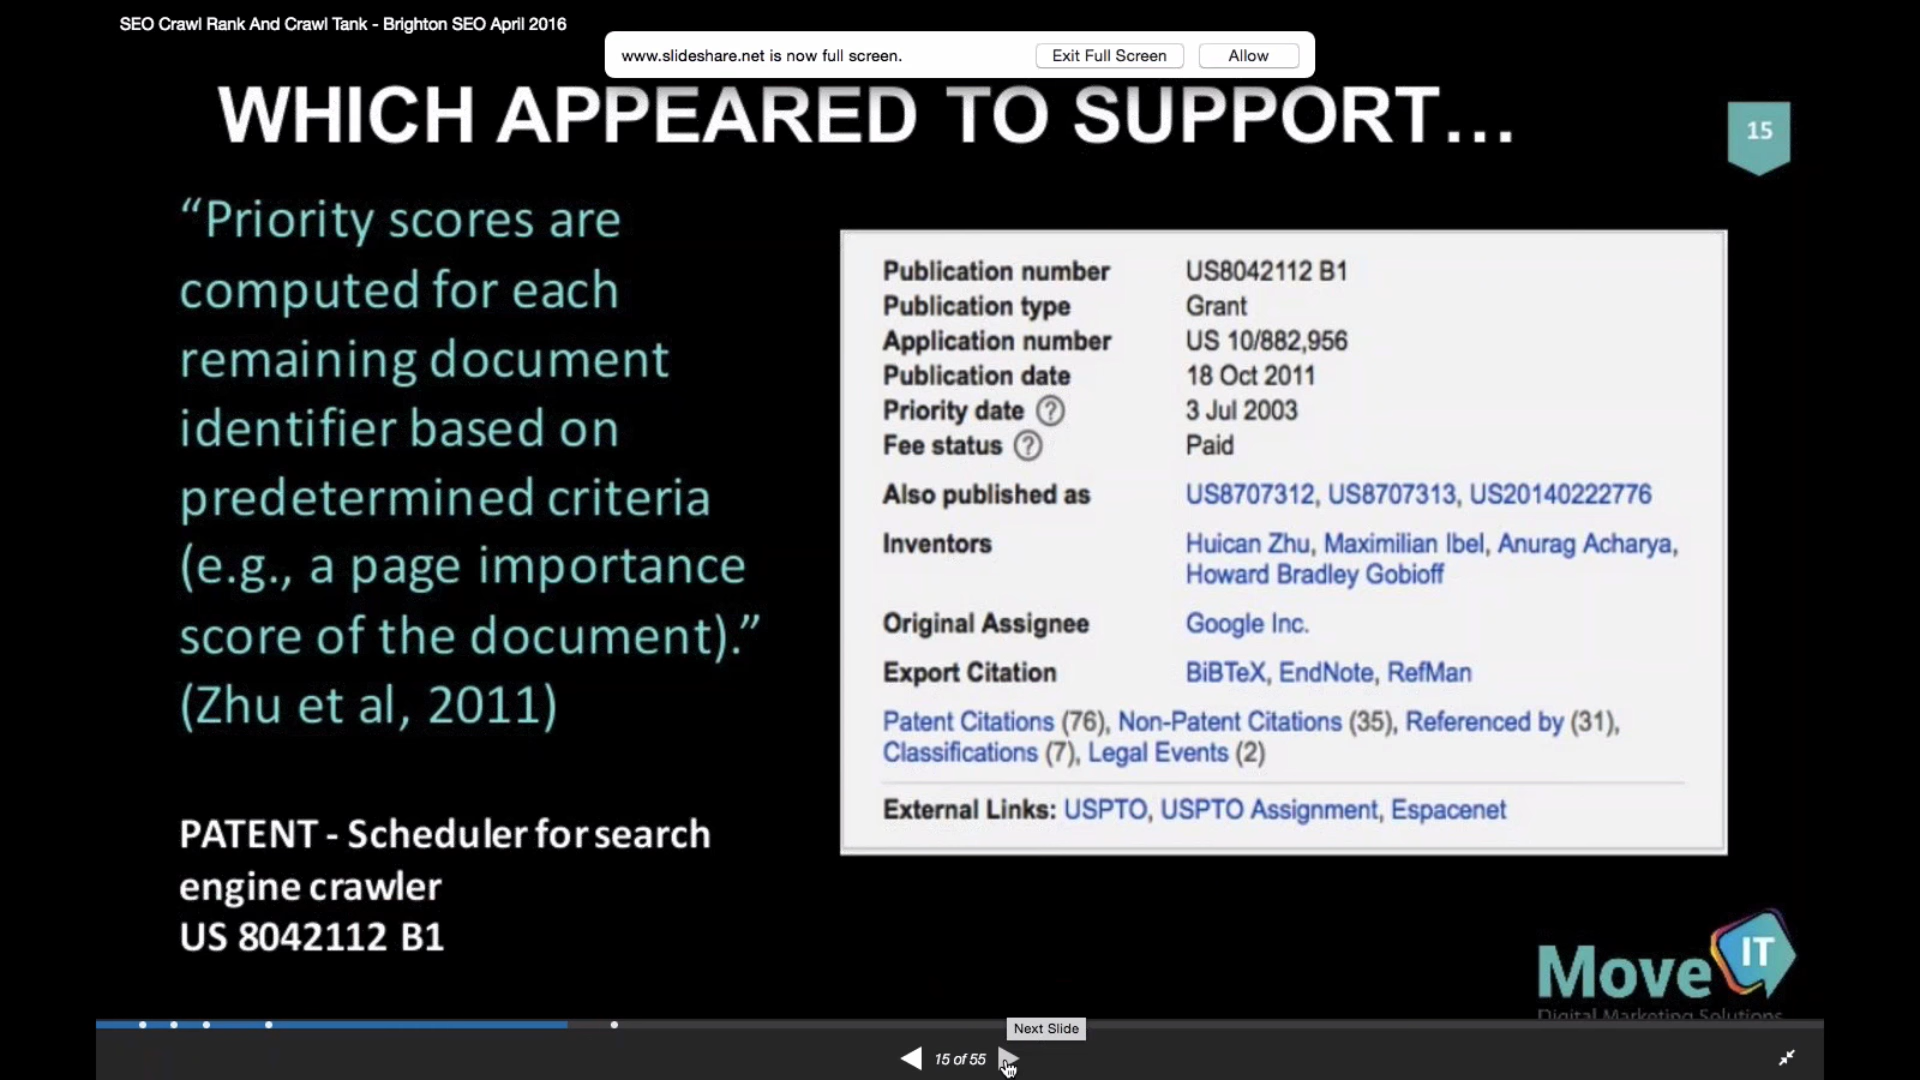 SEO Crawl Rank And Crawl Tank - Brighton SEO April 2016
www.slideshare.net is now full screen.
Exit Full Screen
Allow
WHICH APPEARED TO SUPPORT...
15
“Priority scores are
computed for each
remaining document
identifier based on
predetermined criteria
(e.g., a page importance
score of the document).”
(Zhu et al, 2011)
PATENT - Scheduler for search
engine crawler
US 8042112 B1
Publication number US8042112 B1
Publication type Grant
Application number US 10/882,956
Publication date 18 Oct 2011
Priority date ? 3 Jul 2003
Fee status ? Paid
Also published as US8707312, US8707313, US20140222776
Inventors Huican Zhu, Maximilian Ibel, Anurag Acharya,
Howard Bradley Gobioff
Original Assignee Google Inc.
Export Citation BiBTeX, EndNote, RefMan
Patent Citations (76), Non-Patent Citations (35), Referenced by (31),
Classifications (7), Legal Events (2)
External Links: USPTO, USPTO Assignment, Espacenet
Move IT
Digital Marketing Solutions
Next Slide
15 of 55